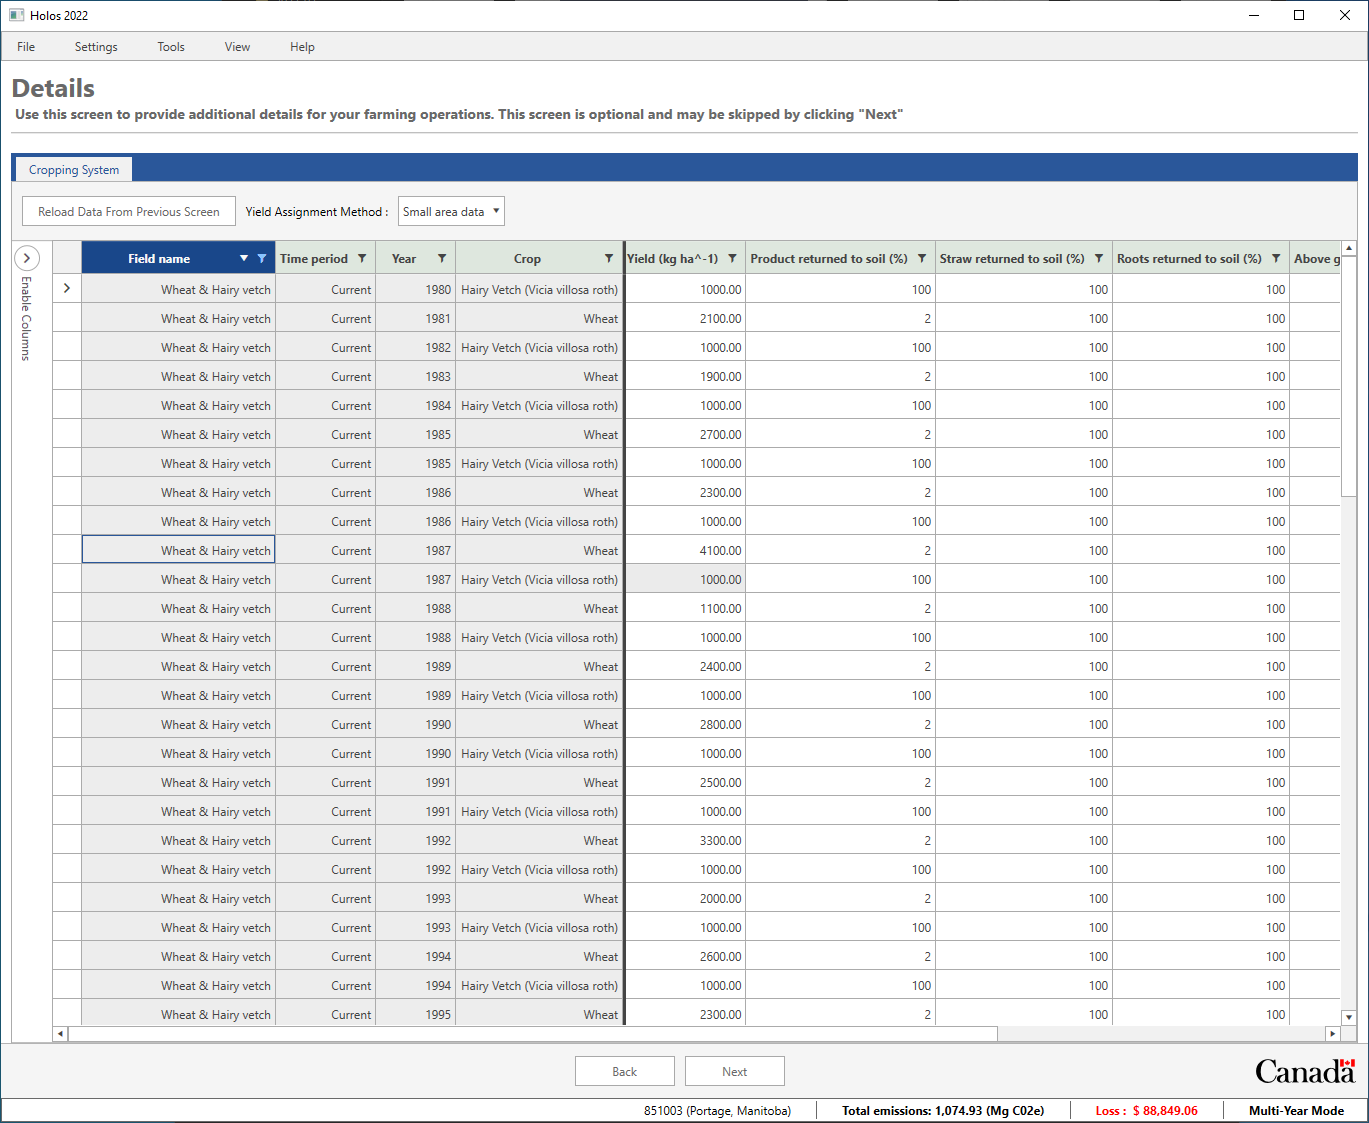 Holos 2022
File Settings Tools View Help
Details
Use this screen to provide additional details for your farming operations. This screen is optional and may be skipped by clicking "Next"
Cropping System
Reload Data From Previous Screen Yield Assignment Method : Small area data
Enable Columns
Field name Time period Year Crop Yield (kg ha^-1) Product returned to soil (%) Straw returned to soil (%) Roots returned to soil (%) Above g
Wheat & Hairy vetch Current 1980 Hairy Vetch (Vicia villosa roth) 1000.00 100 100 100
Wheat & Hairy vetch Current 1981 Wheat 2100.00 2 100 100
Wheat & Hairy vetch Current 1982 Hairy Vetch (Vicia villosa roth) 1000.00 100 100 100
Wheat & Hairy vetch Current 1983 Wheat 1900.00 2 100 100
Wheat & Hairy vetch Current 1984 Hairy Vetch (Vicia villosa roth) 1000.00 100 100 100
Wheat & Hairy vetch Current 1985 Wheat 2700.00 2 100 100
Wheat & Hairy vetch Current 1985 Hairy Vetch (Vicia villosa roth) 1000.00 100 100 100
Wheat & Hairy vetch Current 1986 Wheat 2300.00 2 100 100
Wheat & Hairy vetch Current 1986 Hairy Vetch (Vicia villosa roth) 1000.00 100 100 100
Wheat & Hairy vetch Current 1987 Wheat 4100.00 2 100 100
Wheat & Hairy vetch Current 1987 Hairy Vetch (Vicia villosa roth) 1000.00 100 100 100
Wheat & Hairy vetch Current 1988 Wheat 1100.00 2 100 100
Wheat & Hairy vetch Current 1988 Hairy Vetch (Vicia villosa roth) 1000.00 100 100 100
Wheat & Hairy vetch Current 1989 Wheat 2400.00 2 100 100
Wheat & Hairy vetch Current 1989 Hairy Vetch (Vicia villosa roth) 1000.00 100 100 100
Wheat & Hairy vetch Current 1990 Wheat 2800.00 2 100 100
Wheat & Hairy vetch Current 1990 Hairy Vetch (Vicia villosa roth) 1000.00 100 100 100
Wheat & Hairy vetch Current 1991 Wheat 2500.00 2 100 100
Wheat & Hairy vetch Current 1991 Hairy Vetch (Vicia villosa roth) 1000.00 100 100 100
Wheat & Hairy vetch Current 1992 Wheat 3300.00 2 100 100
Wheat & Hairy vetch Current 1992 Hairy Vetch (Vicia villosa roth) 1000.00 100 100 100
Wheat & Hairy vetch Current 1993 Wheat 2000.00 2 100 100
Wheat & Hairy vetch Current 1993 Hairy Vetch (Vicia villosa roth) 1000.00 100 100 100
Wheat & Hairy vetch Current 1994 Wheat 2600.00 2 100 100
Wheat & Hairy vetch Current 1994 Hairy Vetch (Vicia villosa roth) 1000.00 100 100 100
Wheat & Hairy vetch Current 1995 Wheat 2300.00 2 100 100
Back Next
Canada
851003 (Portage, Manitoba) Total emissions: 1,074.93 (Mg C02e) Loss : $ 88,849.06 Multi-Year Mode